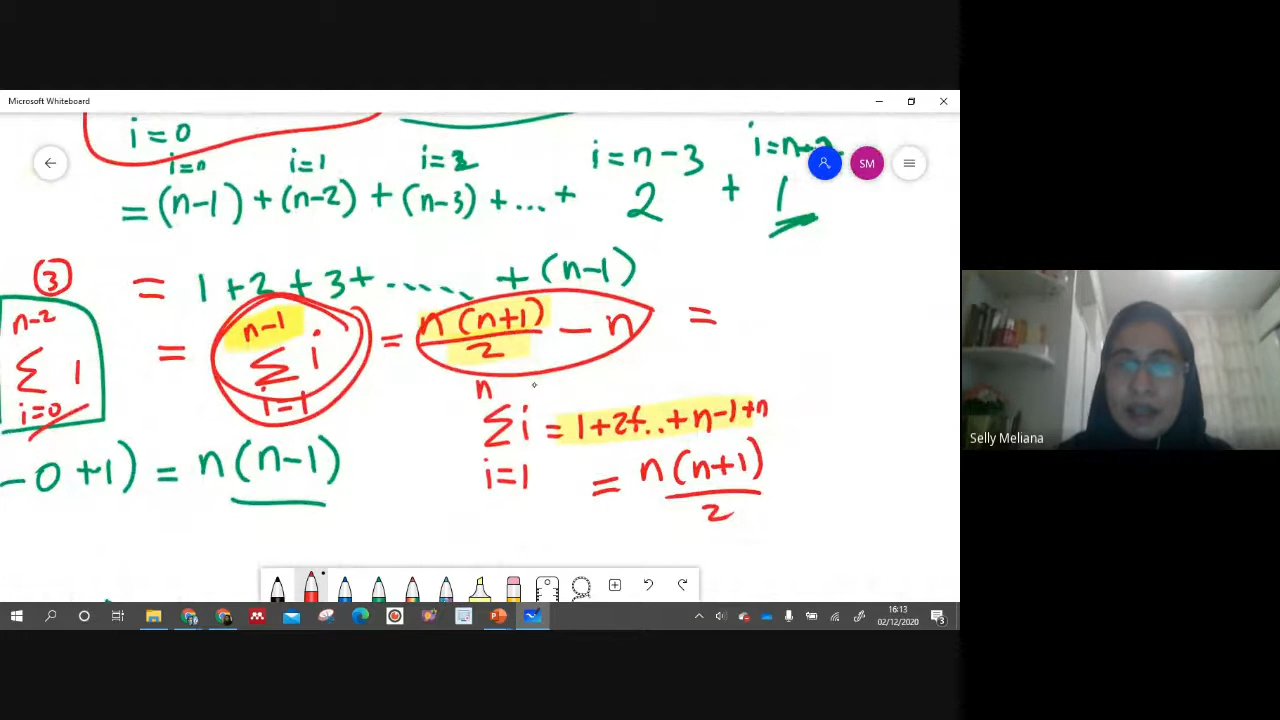 Microsoft Whiteboard
i = 0
i=0 i=1 i=2 i=n-3
= (n-1) + (n-2) + (n-3) + ... + 2 + 1
SM
③
= 1+2+3+...... + (n-1)
n-2
Σ 1
i=0
n-1
= Σ i = n(n+1)/2 - n =
i=1
n
Σ i = 1+2+..+n-1+n
i=1
= n(n+1)/2
-0+1) = n(n-1)
Selly Meliana
16:13
02/12/2020
3